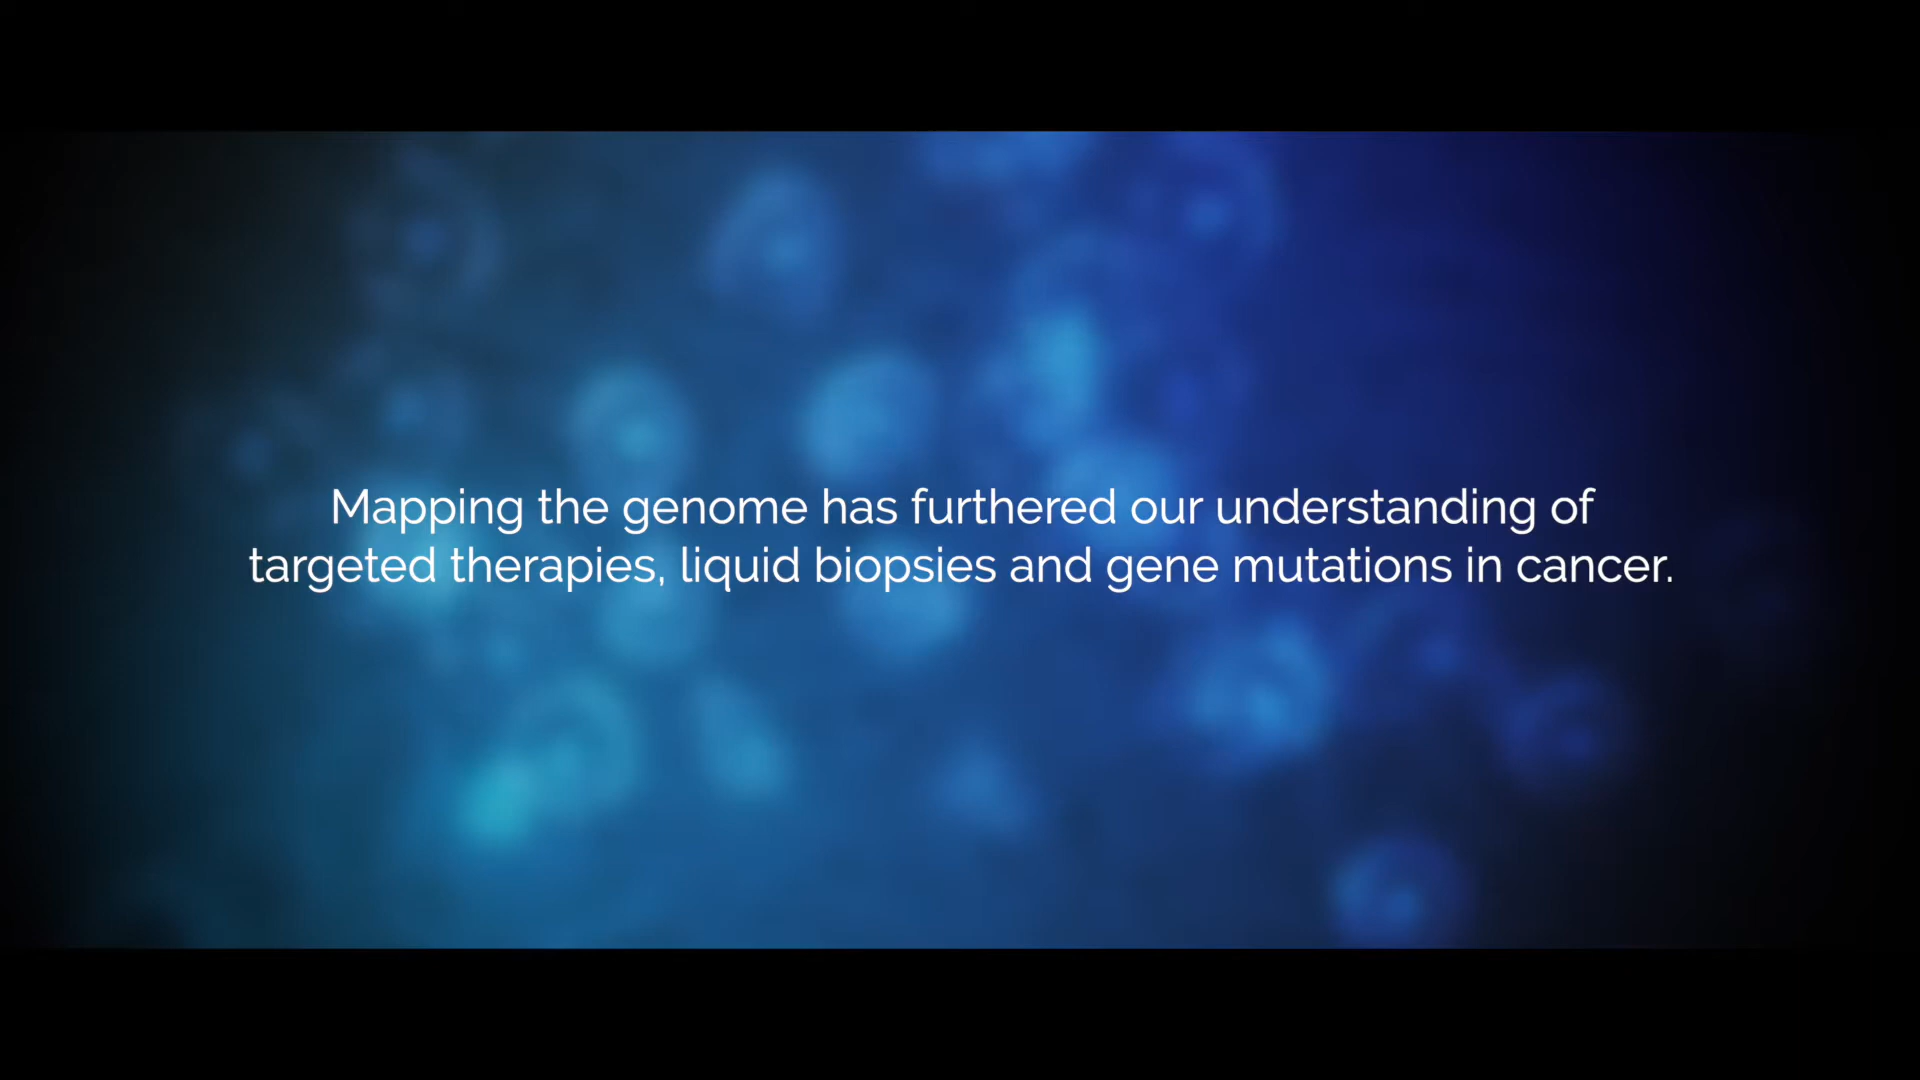 Mapping the genome has furthered our understanding of
targeted therapies, liquid biopsies and gene mutations in cancer.